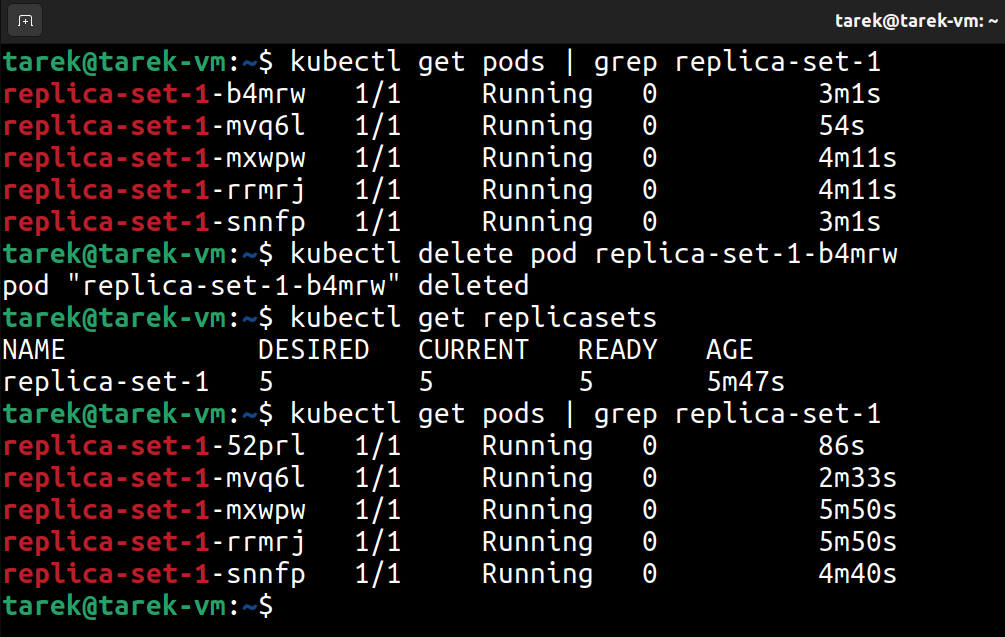 tarek@tarek-vm: ~
tarek@tarek-vm:~$ kubectl get pods | grep replica-set-1
replica-set-1-b4mrw   1/1     Running   0          3m1s
replica-set-1-mvq6l   1/1     Running   0          54s
replica-set-1-mxwpw   1/1     Running   0          4m11s
replica-set-1-rrmrj   1/1     Running   0          4m11s
replica-set-1-snnfp   1/1     Running   0          3m1s
tarek@tarek-vm:~$ kubectl delete pod replica-set-1-b4mrw
pod "replica-set-1-b4mrw" deleted
tarek@tarek-vm:~$ kubectl get replicasets
NAME            DESIRED   CURRENT   READY   AGE
replica-set-1   5         5         5       5m47s
tarek@tarek-vm:~$ kubectl get pods | grep replica-set-1
replica-set-1-52prl   1/1     Running   0          86s
replica-set-1-mvq6l   1/1     Running   0          2m33s
replica-set-1-mxwpw   1/1     Running   0          5m50s
replica-set-1-rrmrj   1/1     Running   0          5m50s
replica-set-1-snnfp   1/1     Running   0          4m40s
tarek@tarek-vm:~$